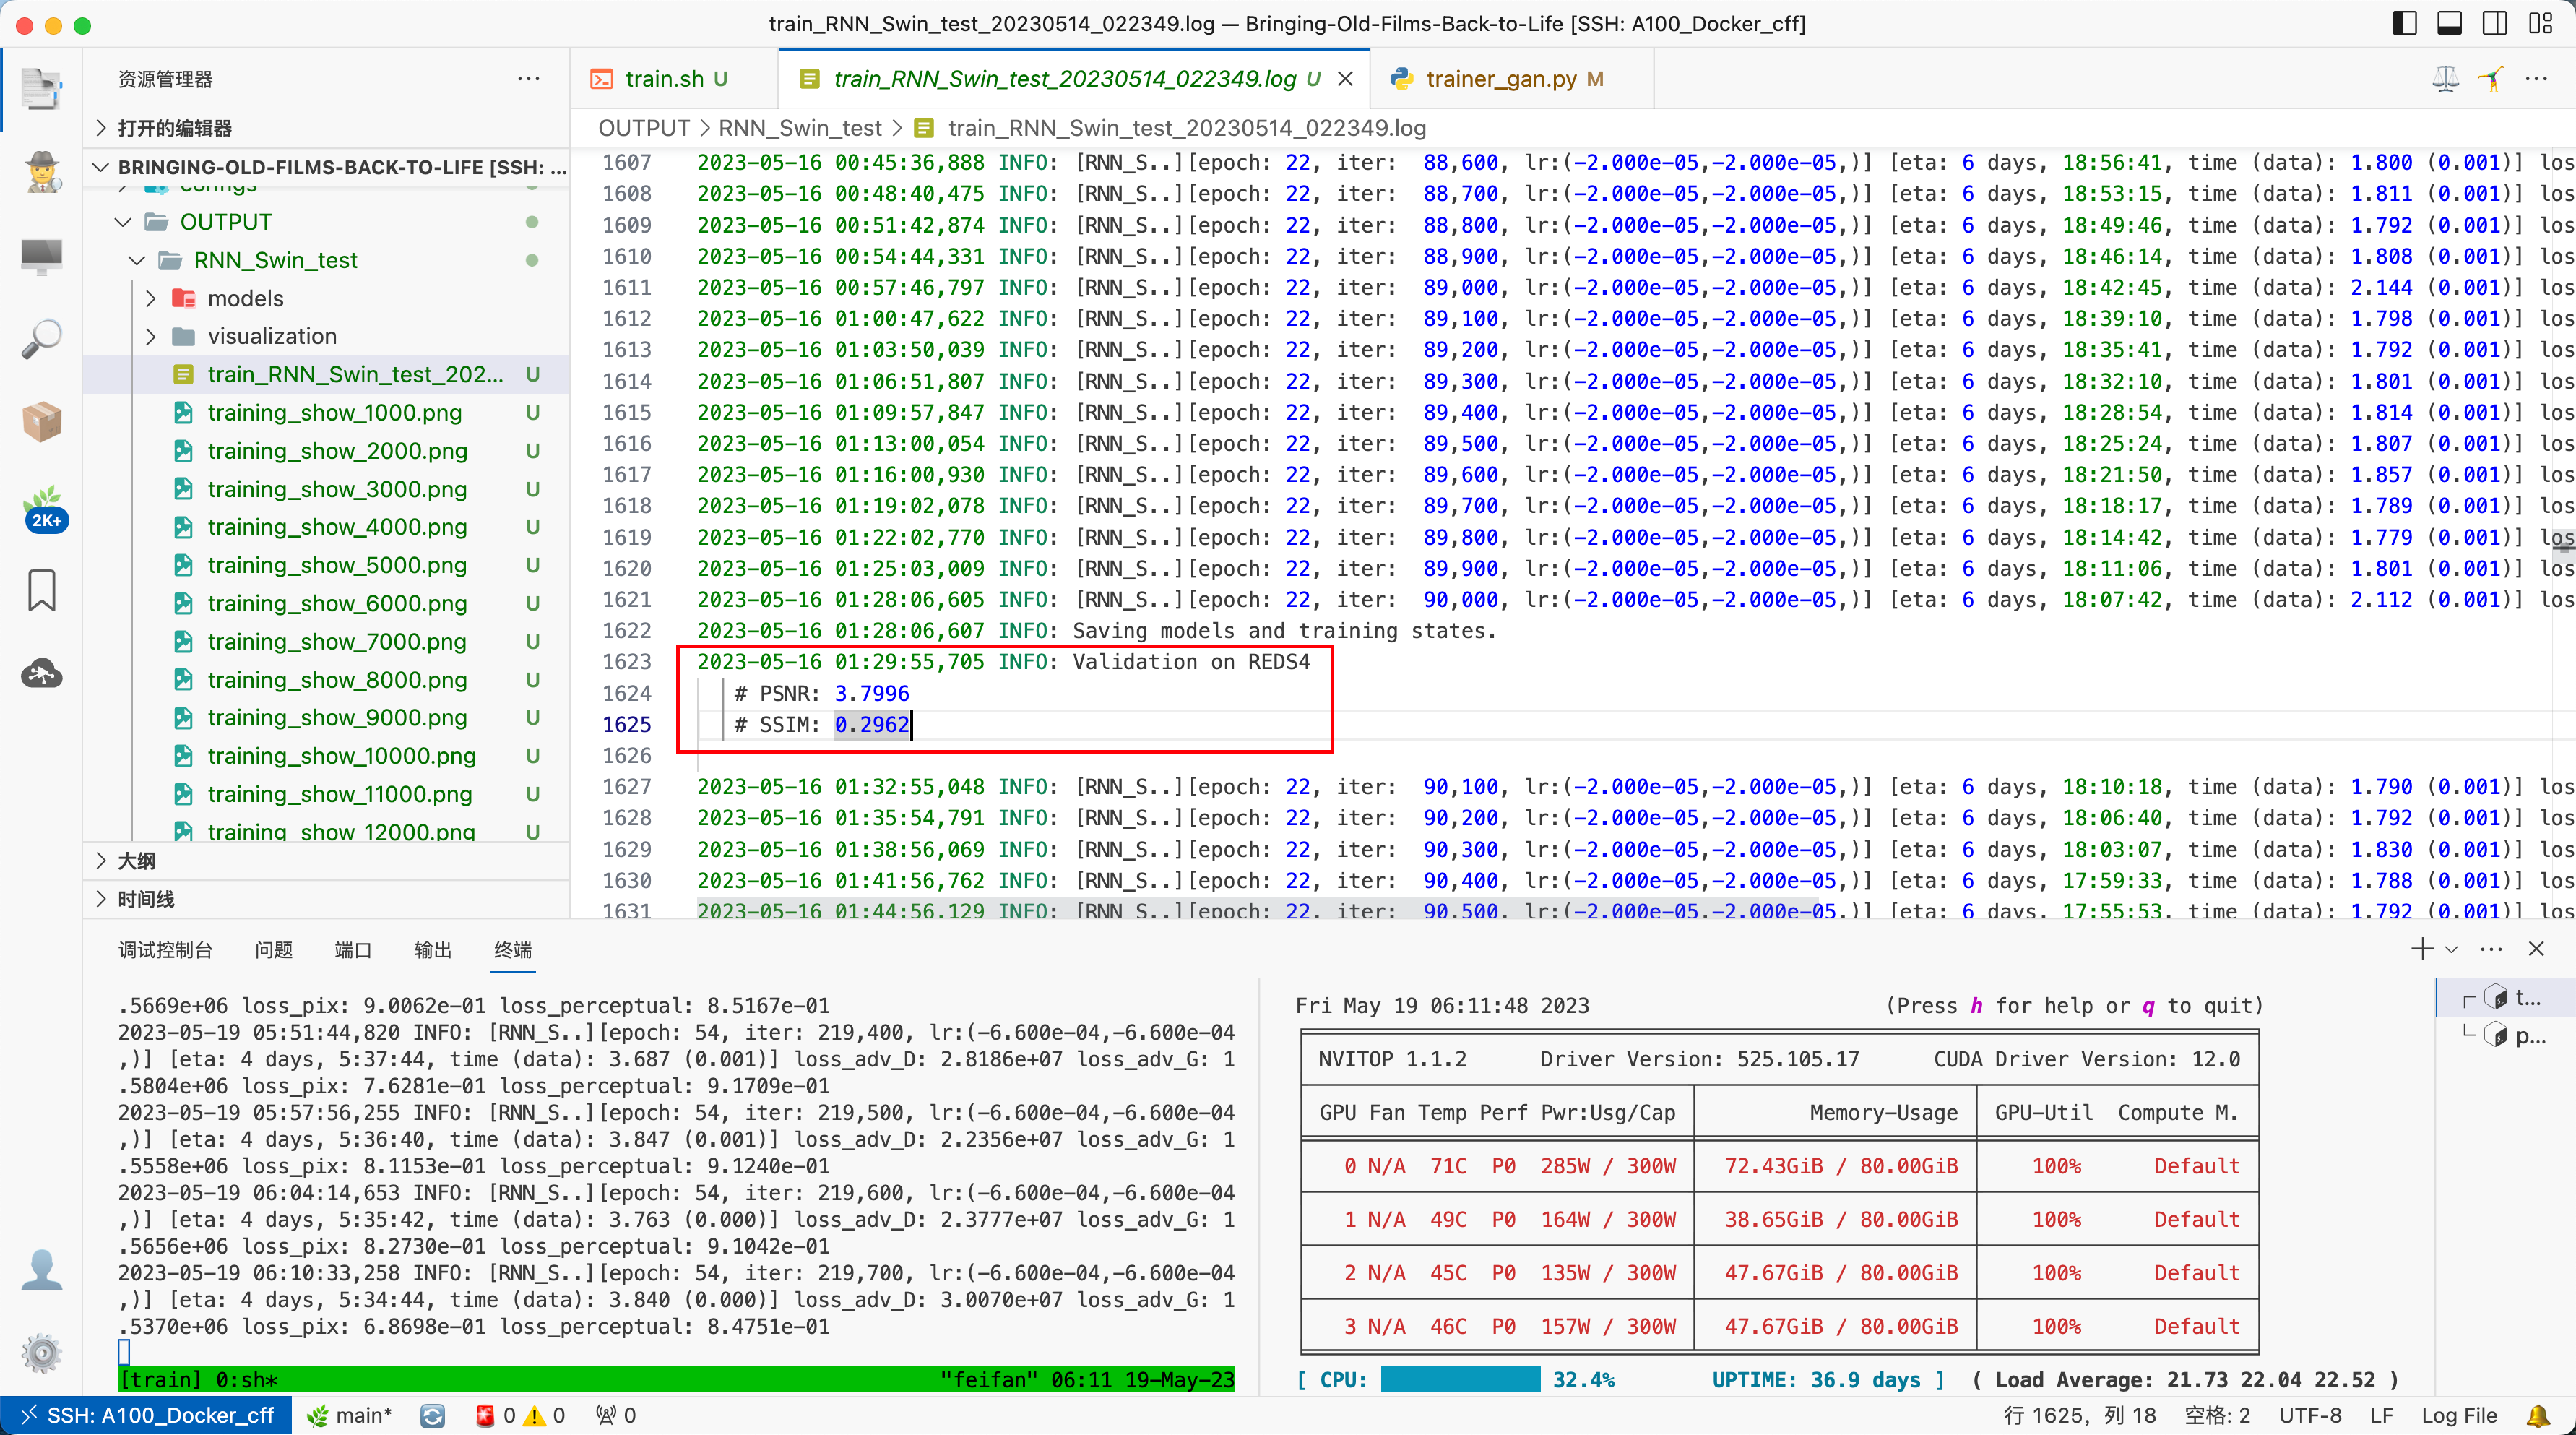 train_RNN_Swin_test_20230514_022349.log — Bringing-Old-Films-Back-to-Life [SSH: A100_Docker_cff]
资源管理器
打开的编辑器
BRINGING-OLD-FILMS-BACK-TO-LIFE [SSH: ...
configs
OUTPUT
RNN_Swin_test
models
visualization
train_RNN_Swin_test_202... U
training_show_1000.png U
training_show_2000.png U
training_show_3000.png U
training_show_4000.png U
training_show_5000.png U
training_show_6000.png U
training_show_7000.png U
training_show_8000.png U
training_show_9000.png U
training_show_10000.png U
training_show_11000.png U
training_show_12000.png U
大纲
时间线
2K+
train.sh U
train_RNN_Swin_test_20230514_022349.log U
trainer_gan.py M
OUTPUT > RNN_Swin_test > train_RNN_Swin_test_20230514_022349.log
1607 2023-05-16 00:45:36,888 INFO: [RNN_S..][epoch: 22, iter: 88,600, lr:(-2.000e-05,-2.000e-05,)] [eta: 6 days, 18:56:41, time (data): 1.800 (0.001)] los
1608 2023-05-16 00:48:40,475 INFO: [RNN_S..][epoch: 22, iter: 88,700, lr:(-2.000e-05,-2.000e-05,)] [eta: 6 days, 18:53:15, time (data): 1.811 (0.001)] los
1609 2023-05-16 00:51:42,874 INFO: [RNN_S..][epoch: 22, iter: 88,800, lr:(-2.000e-05,-2.000e-05,)] [eta: 6 days, 18:49:46, time (data): 1.792 (0.001)] los
1610 2023-05-16 00:54:44,331 INFO: [RNN_S..][epoch: 22, iter: 88,900, lr:(-2.000e-05,-2.000e-05,)] [eta: 6 days, 18:46:14, time (data): 1.808 (0.001)] los
1611 2023-05-16 00:57:46,797 INFO: [RNN_S..][epoch: 22, iter: 89,000, lr:(-2.000e-05,-2.000e-05,)] [eta: 6 days, 18:42:45, time (data): 2.144 (0.001)] los
1612 2023-05-16 01:00:47,622 INFO: [RNN_S..][epoch: 22, iter: 89,100, lr:(-2.000e-05,-2.000e-05,)] [eta: 6 days, 18:39:10, time (data): 1.798 (0.001)] los
1613 2023-05-16 01:03:50,039 INFO: [RNN_S..][epoch: 22, iter: 89,200, lr:(-2.000e-05,-2.000e-05,)] [eta: 6 days, 18:35:41, time (data): 1.792 (0.001)] los
1614 2023-05-16 01:06:51,807 INFO: [RNN_S..][epoch: 22, iter: 89,300, lr:(-2.000e-05,-2.000e-05,)] [eta: 6 days, 18:32:10, time (data): 1.801 (0.001)] los
1615 2023-05-16 01:09:57,847 INFO: [RNN_S..][epoch: 22, iter: 89,400, lr:(-2.000e-05,-2.000e-05,)] [eta: 6 days, 18:28:54, time (data): 1.814 (0.001)] los
1616 2023-05-16 01:13:00,054 INFO: [RNN_S..][epoch: 22, iter: 89,500, lr:(-2.000e-05,-2.000e-05,)] [eta: 6 days, 18:25:24, time (data): 1.807 (0.001)] los
1617 2023-05-16 01:16:00,930 INFO: [RNN_S..][epoch: 22, iter: 89,600, lr:(-2.000e-05,-2.000e-05,)] [eta: 6 days, 18:21:50, time (data): 1.857 (0.001)] los
1618 2023-05-16 01:19:02,078 INFO: [RNN_S..][epoch: 22, iter: 89,700, lr:(-2.000e-05,-2.000e-05,)] [eta: 6 days, 18:18:17, time (data): 1.789 (0.001)] los
1619 2023-05-16 01:22:02,770 INFO: [RNN_S..][epoch: 22, iter: 89,800, lr:(-2.000e-05,-2.000e-05,)] [eta: 6 days, 18:14:42, time (data): 1.779 (0.001)] los
1620 2023-05-16 01:25:03,009 INFO: [RNN_S..][epoch: 22, iter: 89,900, lr:(-2.000e-05,-2.000e-05,)] [eta: 6 days, 18:11:06, time (data): 1.801 (0.001)] los
1621 2023-05-16 01:28:06,605 INFO: [RNN_S..][epoch: 22, iter: 90,000, lr:(-2.000e-05,-2.000e-05,)] [eta: 6 days, 18:07:42, time (data): 2.112 (0.001)] los
1622 2023-05-16 01:28:06,607 INFO: Saving models and training states.
1623 2023-05-16 01:29:55,705 INFO: Validation on REDS4
1624 # PSNR: 3.7996
1625 # SSIM: 0.2962
1626
1627 2023-05-16 01:32:55,048 INFO: [RNN_S..][epoch: 22, iter: 90,100, lr:(-2.000e-05,-2.000e-05,)] [eta: 6 days, 18:10:18, time (data): 1.790 (0.001)] los
1628 2023-05-16 01:35:54,791 INFO: [RNN_S..][epoch: 22, iter: 90,200, lr:(-2.000e-05,-2.000e-05,)] [eta: 6 days, 18:06:40, time (data): 1.792 (0.001)] los
1629 2023-05-16 01:38:56,069 INFO: [RNN_S..][epoch: 22, iter: 90,300, lr:(-2.000e-05,-2.000e-05,)] [eta: 6 days, 18:03:07, time (data): 1.830 (0.001)] los
1630 2023-05-16 01:41:56,762 INFO: [RNN_S..][epoch: 22, iter: 90,400, lr:(-2.000e-05,-2.000e-05,)] [eta: 6 days, 17:59:33, time (data): 1.788 (0.001)] los
1631 2023-05-16 01:44:56,129 INFO: [RNN_S..][epoch: 22, iter: 90,500, lr:(-2.000e-05,-2.000e-05,)] [eta: 6 days, 17:55:53, time (data): 1.792 (0.001)] los
调试控制台 问题 端口 输出 终端
.5669e+06 loss_pix: 9.0062e-01 loss_perceptual: 8.5167e-01
2023-05-19 05:51:44,820 INFO: [RNN_S..][epoch: 54, iter: 219,400, lr:(-6.600e-04,-6.600e-04
,)] [eta: 4 days, 5:37:44, time (data): 3.687 (0.001)] loss_adv_D: 2.8186e+07 loss_adv_G: 1
.5804e+06 loss_pix: 7.6281e-01 loss_perceptual: 9.1709e-01
2023-05-19 05:57:56,255 INFO: [RNN_S..][epoch: 54, iter: 219,500, lr:(-6.600e-04,-6.600e-04
,)] [eta: 4 days, 5:36:40, time (data): 3.847 (0.001)] loss_adv_D: 2.2356e+07 loss_adv_G: 1
.5558e+06 loss_pix: 8.1153e-01 loss_perceptual: 9.1240e-01
2023-05-19 06:04:14,653 INFO: [RNN_S..][epoch: 54, iter: 219,600, lr:(-6.600e-04,-6.600e-04
,)] [eta: 4 days, 5:35:42, time (data): 3.763 (0.000)] loss_adv_D: 2.3777e+07 loss_adv_G: 1
.5656e+06 loss_pix: 8.2730e-01 loss_perceptual: 9.1042e-01
2023-05-19 06:10:33,258 INFO: [RNN_S..][epoch: 54, iter: 219,700, lr:(-6.600e-04,-6.600e-04
,)] [eta: 4 days, 5:34:44, time (data): 3.840 (0.000)] loss_adv_D: 3.0070e+07 loss_adv_G: 1
.5370e+06 loss_pix: 6.8698e-01 loss_perceptual: 8.4751e-01
[train] 0:sh* "feifan" 06:11 19-May-23
Fri May 19 06:11:48 2023 (Press h for help or q to quit)
NVITOP 1.1.2 Driver Version: 525.105.17 CUDA Driver Version: 12.0
GPU Fan Temp Perf Pwr:Usg/Cap Memory-Usage GPU-Util Compute M.
0 N/A 71C P0 285W / 300W 72.43GiB / 80.00GiB 100% Default
1 N/A 49C P0 164W / 300W 38.65GiB / 80.00GiB 100% Default
2 N/A 45C P0 135W / 300W 47.67GiB / 80.00GiB 100% Default
3 N/A 46C P0 157W / 300W 47.67GiB / 80.00GiB 100% Default
[ CPU: 32.4% UPTIME: 36.9 days ] ( Load Average: 21.73 22.04 22.52 )
t...
p...
SSH: A100_Docker_cff main* 0 0 0 行 1625，列 18 空格: 2 UTF-8 LF Log File